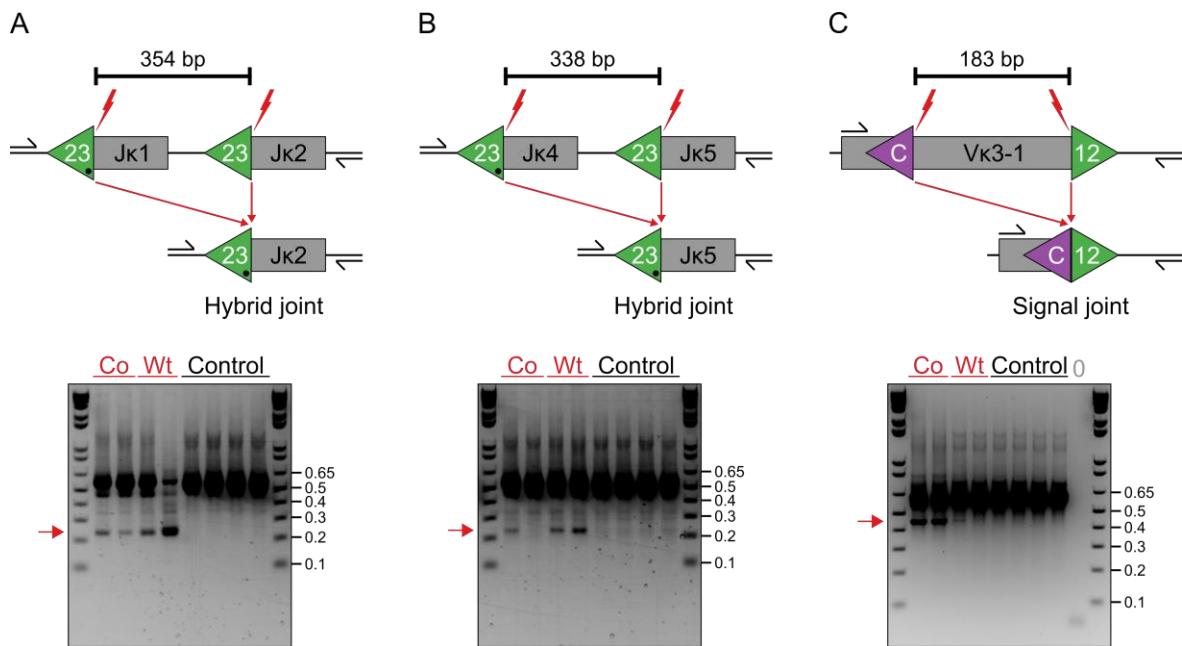 A
354 bp
23
Jκ1
23
Jκ2
23
Jκ2
Hybrid joint
Co Wt Control
0.65
0.5
0.4
0.3
0.2
0.1
B
338 bp
23
Jκ4
23
Jκ5
23
Jκ5
Hybrid joint
Co Wt Control
0.65
0.5
0.4
0.3
0.2
0.1
C
183 bp
C
Vκ3-1
12
C
12
Signal joint
Co Wt Control 0
0.65
0.5
0.4
0.3
0.2
0.1